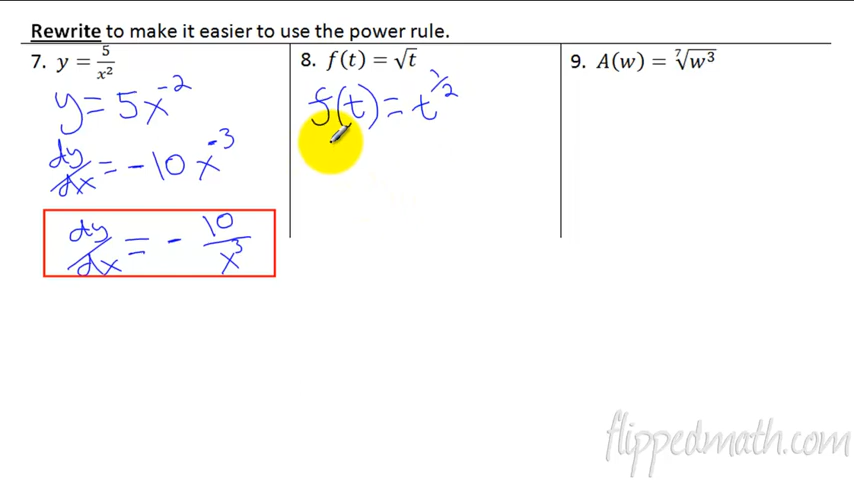 Rewrite to make it easier to use the power rule.
7. y = 5/x²
y = 5x⁻²
dy/dx = -10x⁻³
dy/dx = - 10/x³
8. f(t) = √t
f(t) = t^1/2
9. A(w) = ⁷√w³
flippedmath.com